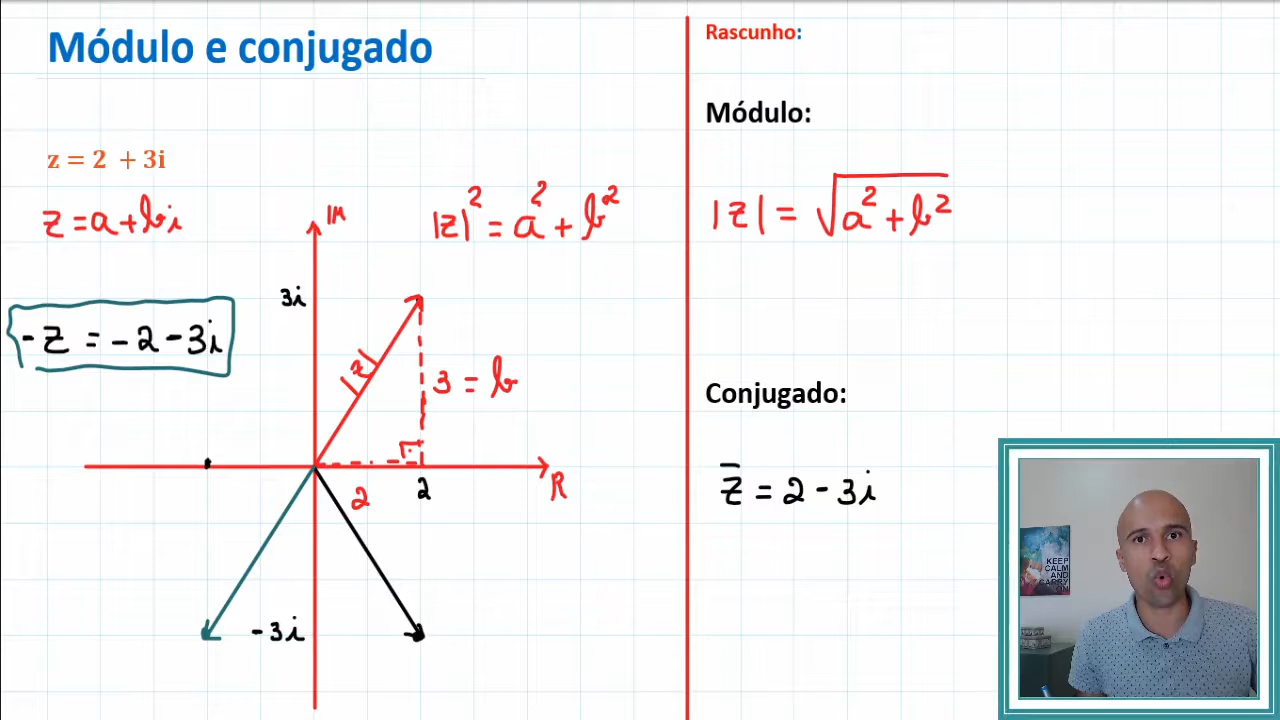 Módulo e conjugado
z = 2 + 3i
z = a + bi
|z|² = a² + b²
Im
3i
-z = -2 - 3i
|z|
3 = b
2
2
R
-3i
Rascunho:
Módulo:
|z| = √a² + b²
Conjugado:
z̅ = 2 - 3i
KEEP
CALM
AND
CARRY
ON